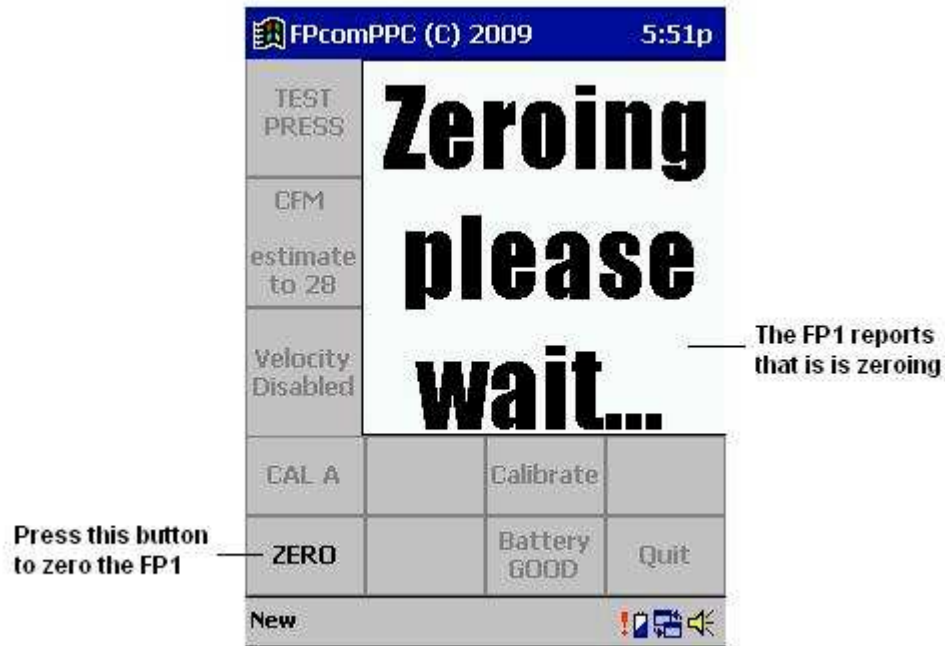 FPcomPPC (C) 2009 5:51p
TEST
PRESS
CFM
estimate
to 28
Velocity
Disabled
Zeroing
please
wait...
The FP1 reports
that is is zeroing
CAL A
Calibrate
Press this button
to zero the FP1
ZERO
Battery
GOOD
Quit
New